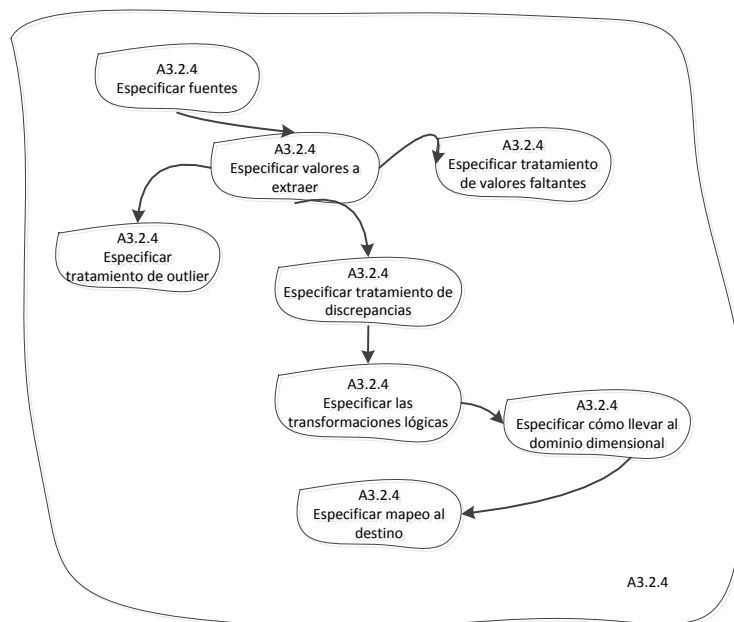 A3.2.4
Especificar fuentes
A3.2.4
Especificar valores a
extraer
A3.2.4
Especificar tratamiento
de valores faltantes
A3.2.4
Especificar
tratamiento de outlier
A3.2.4
Especificar tratamiento de
discrepancias
A3.2.4
Especificar las
transformaciones lógicas
A3.2.4
Especificar cómo llevar al
dominio dimensional
A3.2.4
Especificar mapeo al
destino
A3.2.4